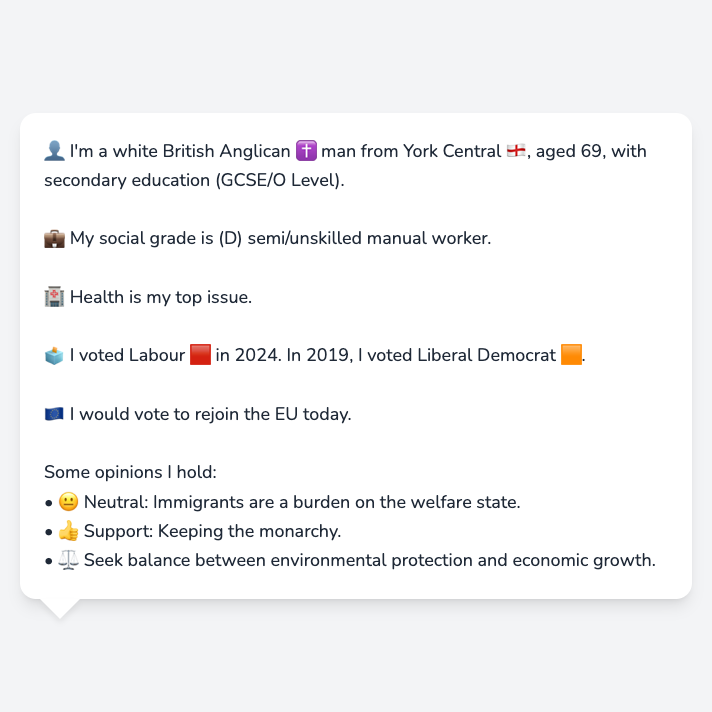 👤 I'm a white British Anglican ✝️ man from York Central 🏴󠁧󠁢󠁥󠁮󠁧󠁿, aged 69, with
secondary education (GCSE/O Level).
💼 My social grade is (D) semi/unskilled manual worker.
🏥 Health is my top issue.
🗳️ I voted Labour 🟥 in 2024. In 2019, I voted Liberal Democrat 🟧.
🇪🇺 I would vote to rejoin the EU today.
Some opinions I hold:
• 😐 Neutral: Immigrants are a burden on the welfare state.
• 👍 Support: Keeping the monarchy.
• ⚖️ Seek balance between environmental protection and economic growth.